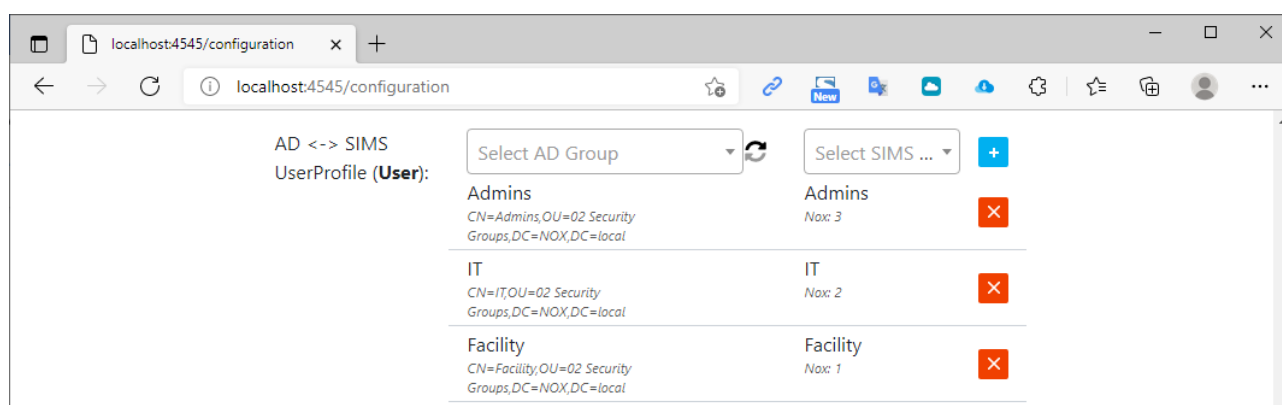 localhost:4545/configuration
localhost:4545/configuration
New
AD <-> SIMS
UserProfile (User):
Select AD Group
Select SIMS ...
Admins
CN=Admins,OU=02 Security
Groups,DC=NOX,DC=local
Admins
Nox: 3
IT
CN=IT,OU=02 Security
Groups,DC=NOX,DC=local
IT
Nox: 2
Facility
CN=Facility,OU=02 Security
Groups,DC=NOX,DC=local
Facility
Nox: 1